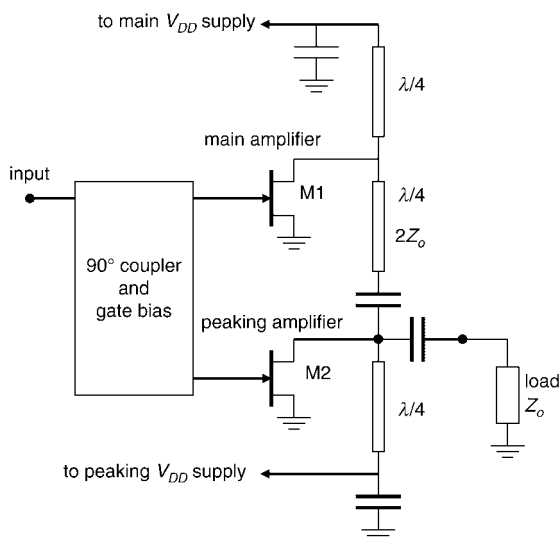 to main V_DD supply
λ/4
main amplifier
input
M1
λ/4
2Z_o
90° coupler
and
gate bias
peaking amplifier
M2
load
Z_o
λ/4
to peaking V_DD supply